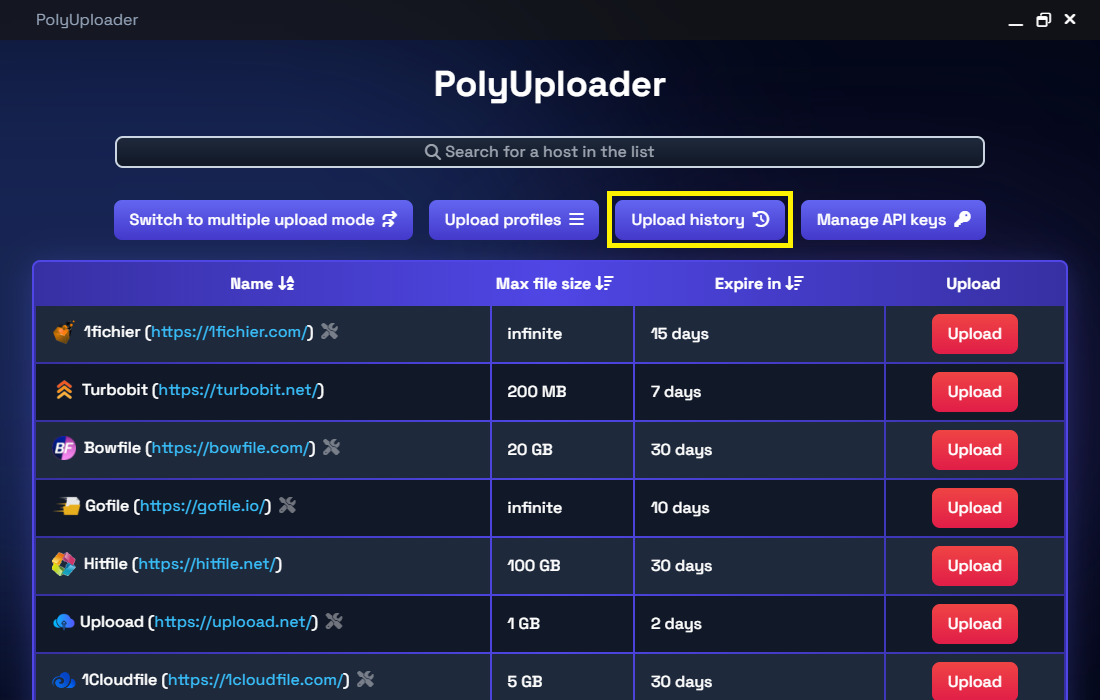 PolyUploader
PolyUploader
Search for a host in the list
Switch to multiple upload mode
Upload profiles
Upload history
Manage API keys
Name
Max file size
Expire in
Upload
1fichier (https://1fichier.com/)
infinite
15 days
Upload
Turbobit (https://turbobit.net/)
200 MB
7 days
Upload
BF
Bowfile (https://bowfile.com/)
20 GB
30 days
Upload
Gofile (https://gofile.io/)
infinite
10 days
Upload
Hitfile (https://hitfile.net/)
100 GB
30 days
Upload
Uplooad (https://uplooad.net/)
1 GB
2 days
Upload
1Cloudfile (https://1cloudfile.com/)
5 GB
30 days
Upload